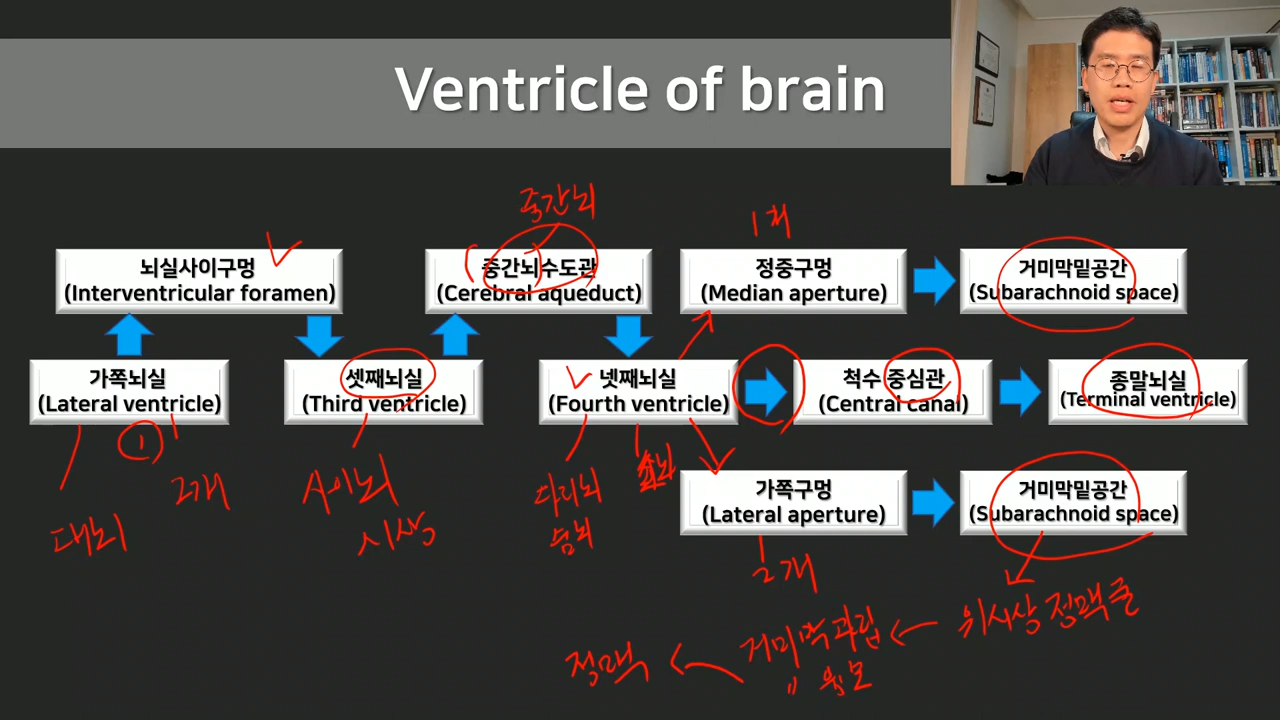 Ventricle of brain
중간뇌
1개
뇌실사이구멍
(Interventricular foramen)
중간뇌수도관
(Cerebral aqueduct)
정중구멍
(Median aperture)
거미막밑공간
(Subarachnoid space)
가쪽뇌실
(Lateral ventricle)
셋째뇌실
(Third ventricle)
넷째뇌실
(Fourth ventricle)
척수 중심관
(Central canal)
종말뇌실
(Terminal ventricle)
1
2개
대뇌
사이뇌
시상
다리뇌
숨뇌
가쪽구멍
(Lateral aperture)
거미막밑공간
(Subarachnoid space)
2개
위시상정맥굴
거미막과립
" 융모
정맥